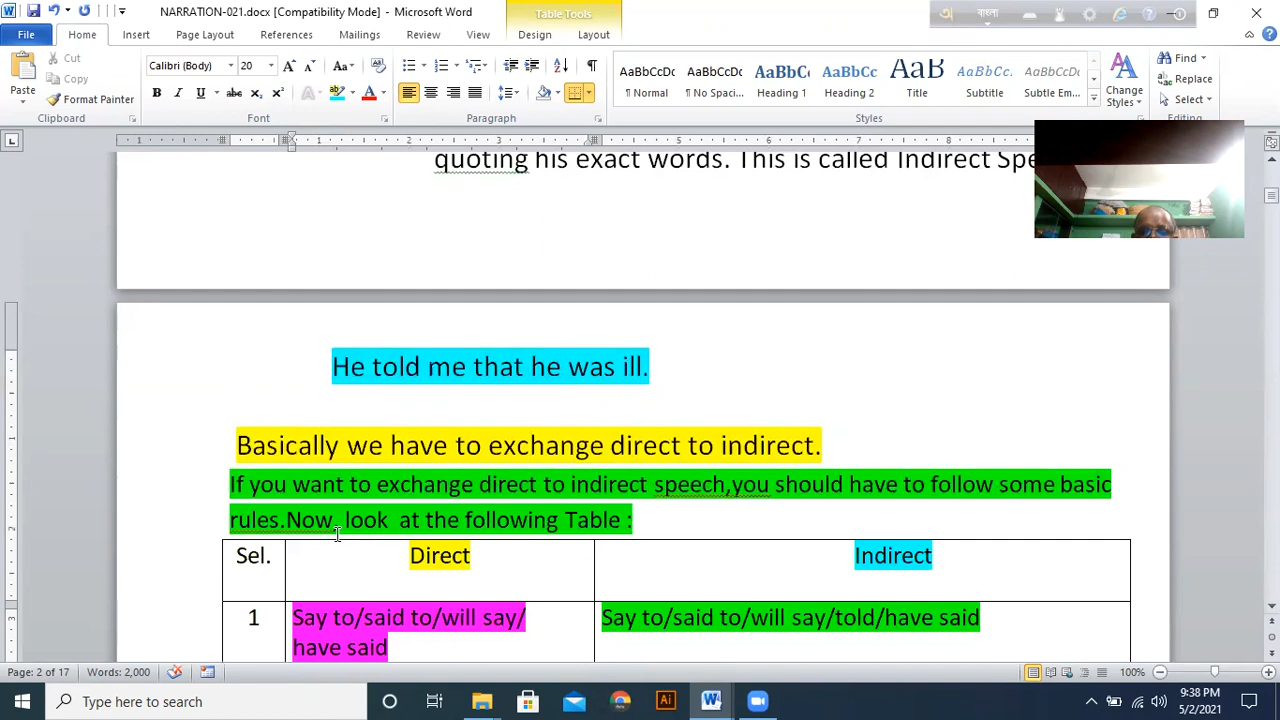 NARRATION-021.docx [Compatibility Mode] - Microsoft Word
Table Tools
বাংলা
File Home Insert Page Layout References Mailings Review View Design Layout
Paste
Cut
Copy
Format Painter
Clipboard
Calibri (Body) 20
Font
Paragraph
AaBbCcDc AaBbCcDc AaBbC AaBbCc AaB AaBbCcL AaBbCcDc
¶ Normal ¶ No Spaci... Heading 1 Heading 2 Title Subtitle Subtle Em...
Change
Styles
Styles
Find
Replace
Select
Editing
quoting his exact words. This is called Indirect Spe
He told me that he was ill.
Basically we have to exchange direct to indirect.
If you want to exchange direct to indirect speech,you should have to follow some basic
rules.Now look at the following Table :
Sel. Direct Indirect
1 Say to/said to/will say/ Say to/said to/will say/told/have said
have said
Page: 2 of 17 Words: 2,000 100%
Type here to search
9:38 PM
5/2/2021